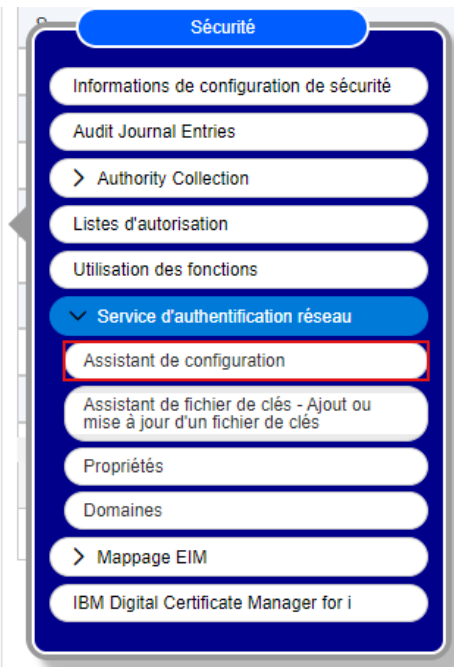 Sécurité
Informations de configuration de sécurité
Audit Journal Entries
Authority Collection
Listes d'autorisation
Utilisation des fonctions
Service d'authentification réseau
Assistant de configuration
Assistant de fichier de clés - Ajout ou
mise à jour d'un fichier de clés
Propriétés
Domaines
Mappage EIM
IBM Digital Certificate Manager for i